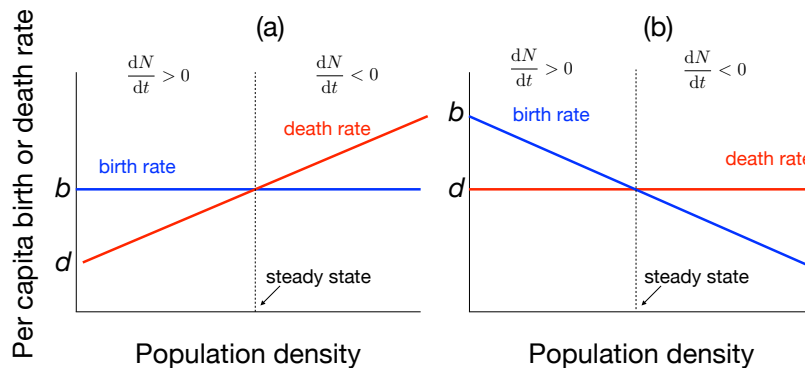 Per capita birth or death rate
(a)
dN/dt > 0
dN/dt < 0
death rate
birth rate
b
d
steady state
Population density
(b)
dN/dt > 0
dN/dt < 0
b
birth rate
death rate
d
steady state
Population density